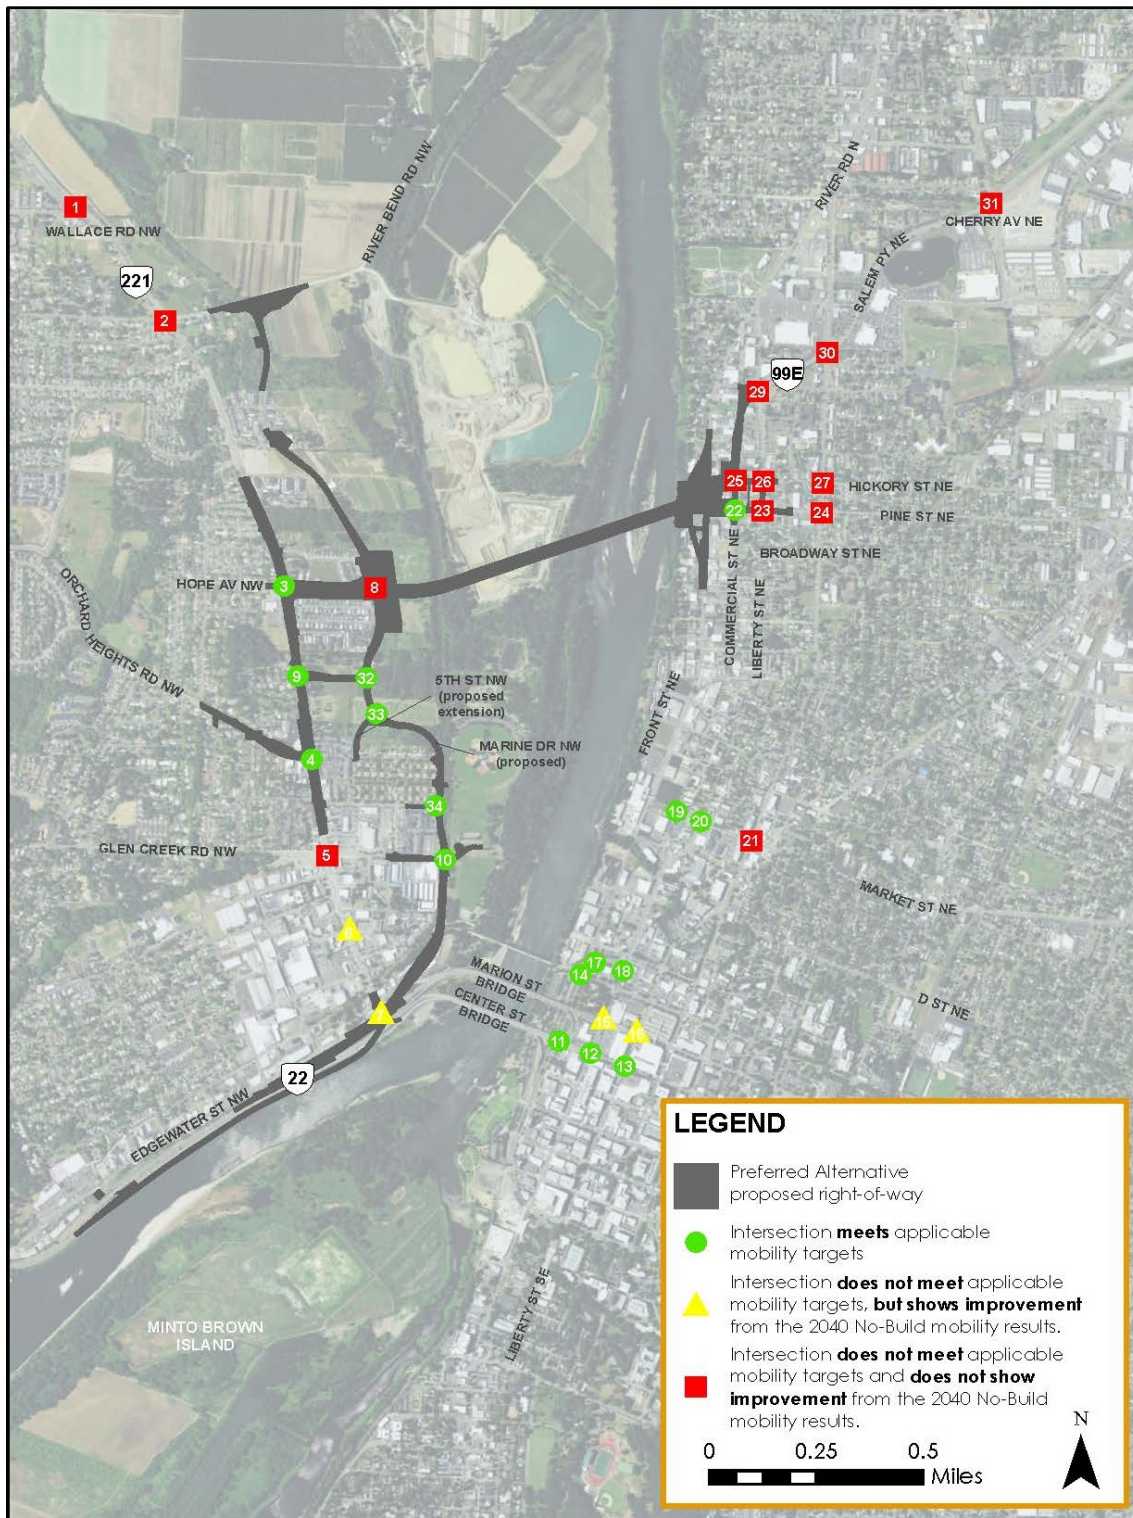 RIVER BEND RD NW
RIVER RD N
1
WALLACE RD NW
31
CHERRY AV NE
SALEM PY NE
221
2
30
99E
29
25
26
27
HICKORY ST NE
22
23
24
PINE ST NE
BROADWAY ST NE
COMMERCIAL ST NE
LIBERTY ST NE
HOPE AV NW
3
8
ORCHARD HEIGHTS RD NW
9
32
5TH ST NW
(proposed
extension)
33
MARINE DR NW
(proposed)
FRONT ST NE
4
34
19
20
21
GLEN CREEK RD NW
5
10
MARKET ST NE
6
MARION ST
BRIDGE
17
14
18
CENTER ST
BRIDGE
D ST NE
7
15
16
11
12
13
22
EDGEWATER ST NW
MINTO BROWN
ISLAND
LIBERTY ST SE
LEGEND
Preferred Alternative
proposed right-of-way
Intersection meets applicable
mobility targets
Intersection does not meet applicable
mobility targets, but shows improvement
from the 2040 No-Build mobility results.
Intersection does not meet applicable
mobility targets and does not show
improvement from the 2040 No-Build
mobility results.
N
0 0.25 0.5
Miles